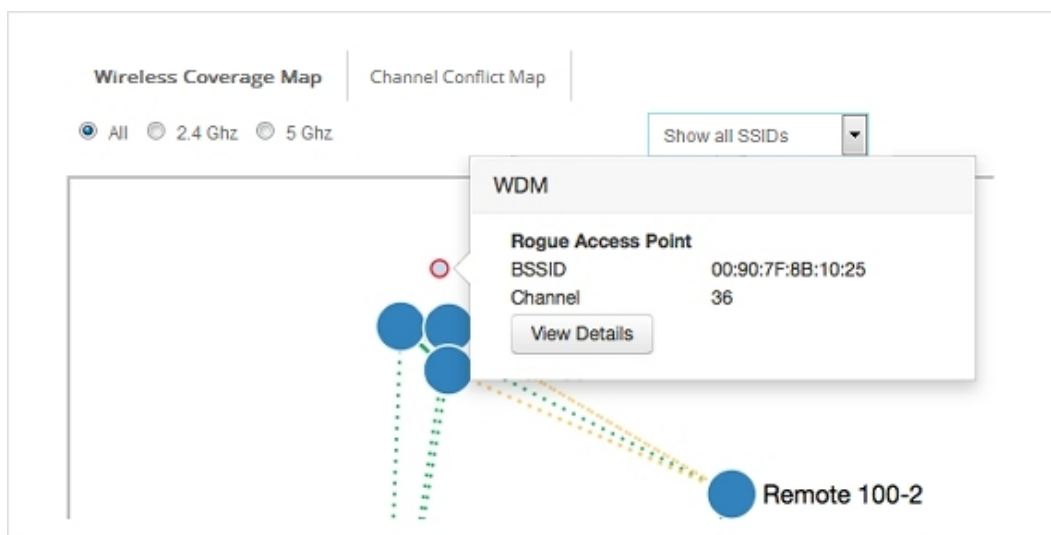 Wireless Coverage Map Channel Conflict Map
All 2.4 Ghz 5 Ghz Show all SSIDs
WDM
Rogue Access Point
BSSID 00:90:7F:8B:10:25
Channel 36
View Details
Remote 100-2